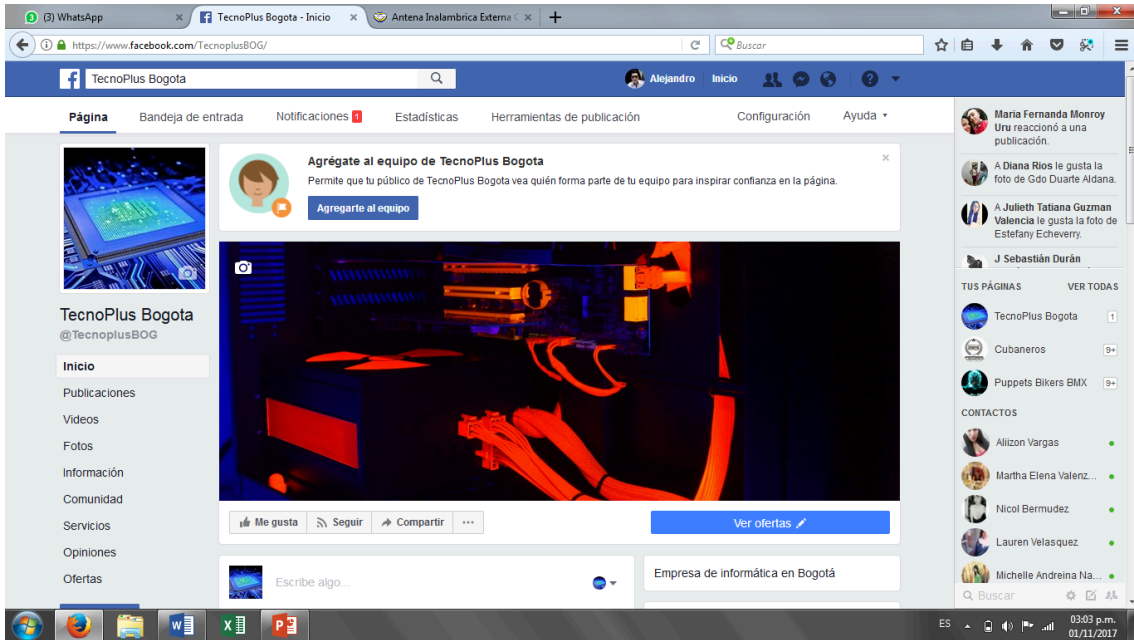 (3) WhatsApp
TecnoPlus Bogota - Inicio
Antena Inalambrica Externa
https://www.facebook.com/TecnoplusBOG/
Buscar
TecnoPlus Bogota
Alejandro
Inicio
Página
Bandeja de entrada
Notificaciones 1
Estadísticas
Herramientas de publicación
Configuración
Ayuda
Agrégate al equipo de TecnoPlus Bogota
Permite que tu público de TecnoPlus Bogota vea quién forma parte de tu equipo para inspirar confianza en la página.
Agregarte al equipo
TecnoPlus Bogota
@TecnoplusBOG
Inicio
Publicaciones
Videos
Fotos
Información
Comunidad
Servicios
Opiniones
Ofertas
Me gusta
Seguir
Compartir
Ver ofertas
Escribe algo...
Empresa de informática en Bogotá
Maria Fernanda Monroy
Uru reaccionó a una
publicación.
A Diana Rios le gusta la
foto de Gdo Duarte Aldana.
A Julieth Tatiana Guzman
Valencia le gusta la foto de
Estefany Echeverry.
J Sebastián Durán
TUS PÁGINAS
VER TODAS
TecnoPlus Bogota 1
Cubaneros 9+
Puppets Bikers BMX 9+
CONTACTOS
Aliizon Vargas
Martha Elena Valenz...
Nicol Bermudez
Lauren Velasquez
Michelle Andreina Na...
Buscar
ES
03:03 p.m.
01/11/2017